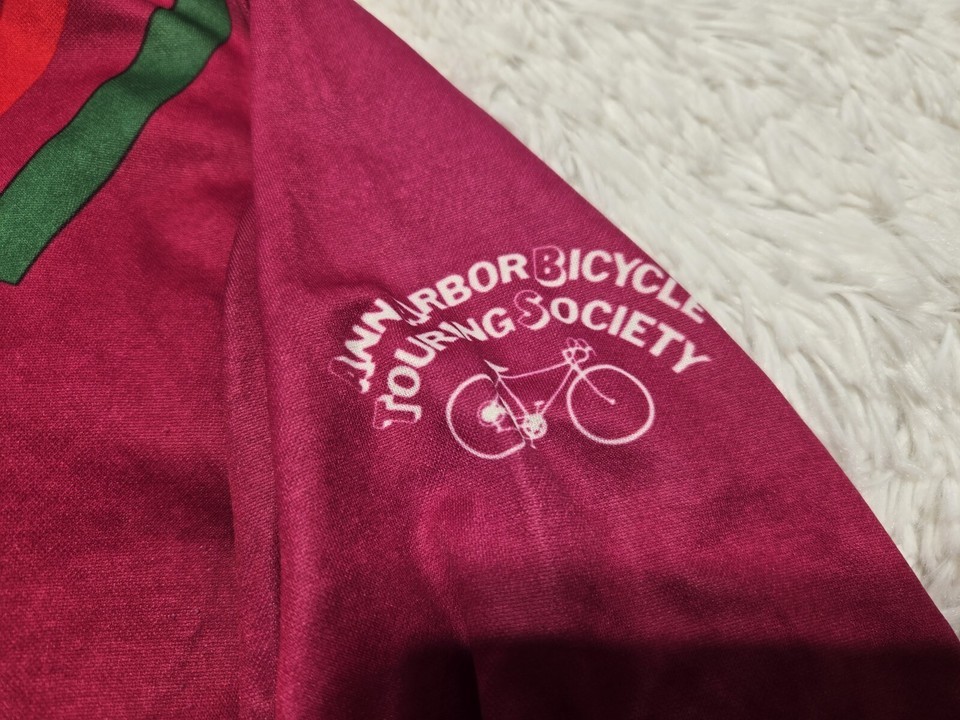 ANN ARBOR BICYCLE
TOURING SOCIETY